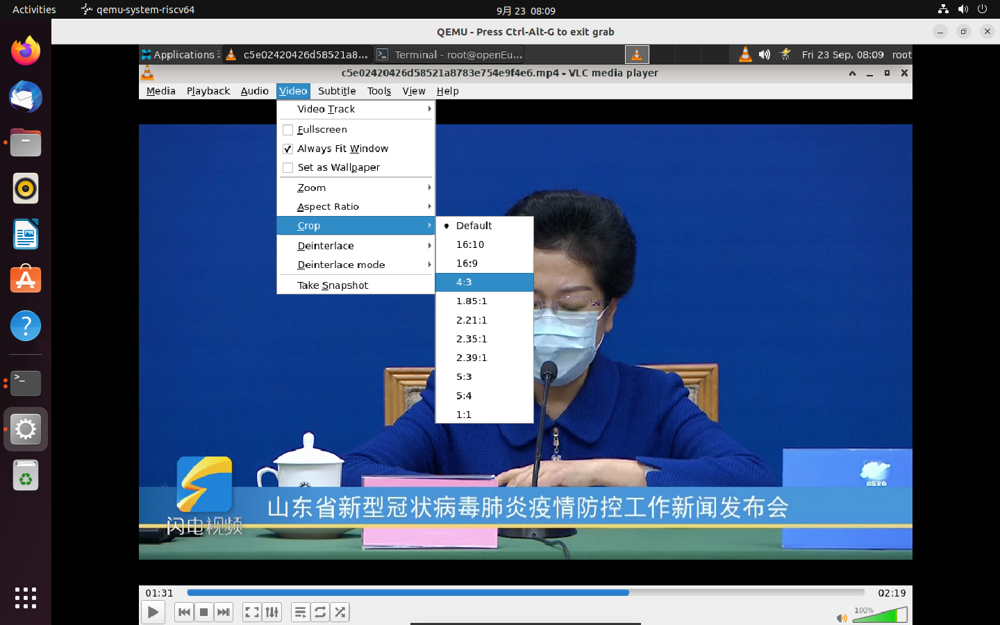 Activities
qemu-system-riscv64
9月 23 08:09
QEMU - Press Ctrl-Alt-G to exit grab
Applications
c5e02420426d58521a8...
Terminal - root@openEu...
Fri 23 Sep, 08:09
root
c5e02420426d58521a8783e754e9f4e6.mp4 - VLC media player
Media Playback Audio Video Subtitle Tools View Help
Video Track
Fullscreen
Always Fit Window
Set as Wallpaper
Zoom
Aspect Ratio
Crop
Deinterlace
Deinterlace mode
Take Snapshot
Default
16:10
16:9
4:3
1.85:1
2.21:1
2.35:1
2.39:1
5:3
5:4
1:1
山东发布
山东省新型冠状病毒肺炎疫情防控工作新闻发布会
闪电视频
01:31
02:19
100%